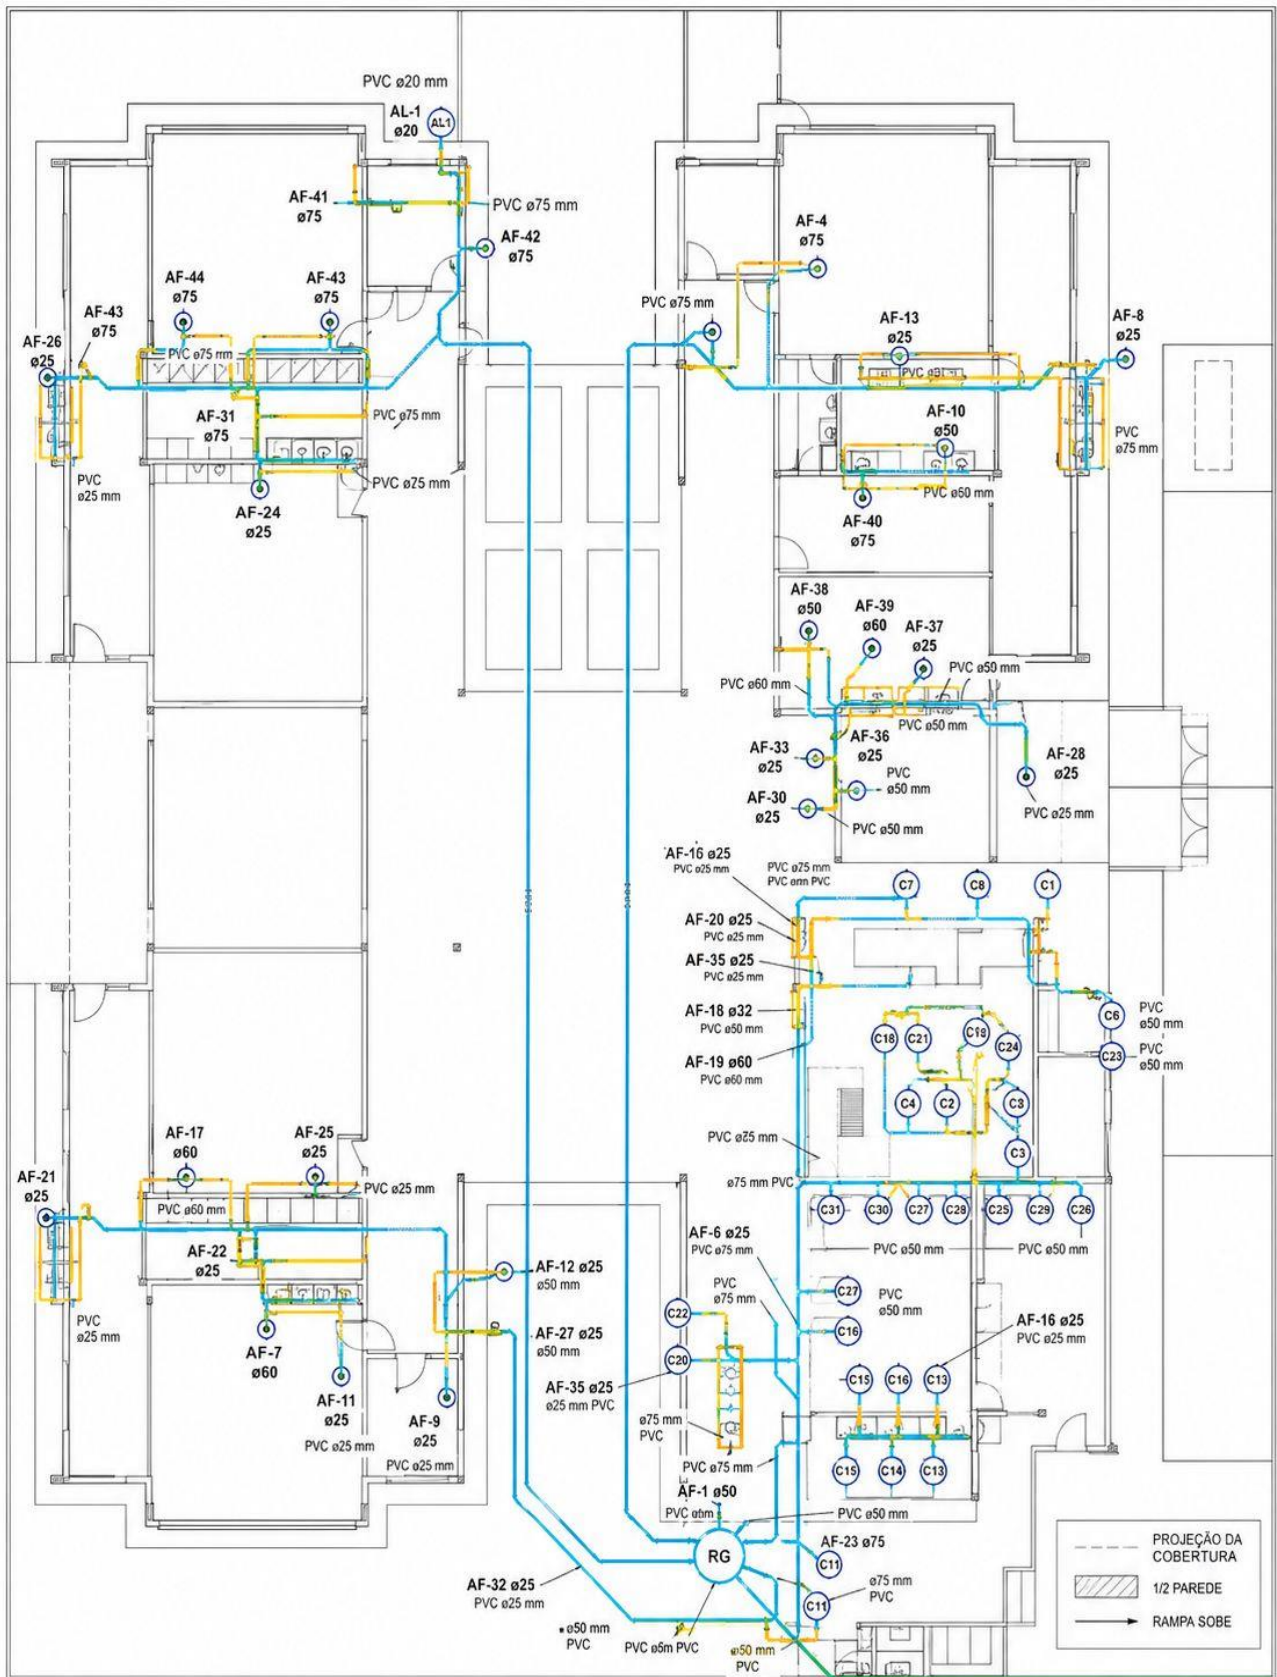 PVC ø20 mm
AL-1
ø20
AL1
AF-41
ø75
PVC ø75 mm
AF-42
ø75
AF-4
ø75
AF-44
ø75
AF-43
ø75
AF-43
ø75
PVC ø75 mm
AF-13
ø25
AF-8
ø25
AF-26
ø25
PVC ø75 mm
AF-31
ø75
PVC ø75 mm
AF-10
ø50
PVC
ø75 mm
PVC
ø25 mm
PVC ø75 mm
PVC ø60 mm
AF-24
ø25
AF-40
ø75
AF-38
ø50
AF-39
ø60
AF-37
ø25
PVC ø50 mm
PVC ø60 mm
PVC ø50 mm
AF-36
ø25
AF-33
ø25
AF-28
ø25
PVC
ø50 mm
AF-30
ø25
PVC ø25 mm
PVC ø50 mm
AF-16 ø25
PVC ø25 mm
PVC ø75 mm
C7
C8
C1
AF-20 ø25
PVC ø25 mm
AF-35 ø25
PVC ø25 mm
AF-18 ø32
PVC ø50 mm
C6
PVC
ø50 mm
C18
C21
C24
AF-19 ø60
PVC ø60 mm
C23
PVC
ø50 mm
C4
C2
C3
PVC ø25 mm
C3
AF-17
ø60
AF-25
ø25
AF-21
ø25
PVC ø25 mm
PVC ø60 mm
ø75 mm PVC
C31
C30
C27
C28
C25
C29
C26
AF-22
ø25
AF-6 ø25
PVC ø75 mm
PVC ø50 mm
PVC ø50 mm
AF-12 ø25
ø50 mm
PVC
ø75 mm
C27
PVC
ø50 mm
PVC
ø25 mm
C22
AF-27 ø25
ø50 mm
C16
AF-16 ø25
PVC ø25 mm
AF-7
ø60
C20
AF-11
ø25
AF-9
ø25
AF-35 ø25
ø25 mm PVC
C15
C16
C13
ø75 mm
PVC
PVC ø25 mm
PVC ø25 mm
PVC ø75 mm
C15
C14
C13
AF-1 ø50
PVC ø50 mm
RG
AF-23 ø75
C11
AF-32 ø25
PVC ø25 mm
ø75 mm
PVC
C11
ø50 mm
PVC
PVC ø5m PVC
ø50 mm
PVC
PROJEÇÃO DA
COBERTURA
1/2 PAREDE
RAMPA SOBE